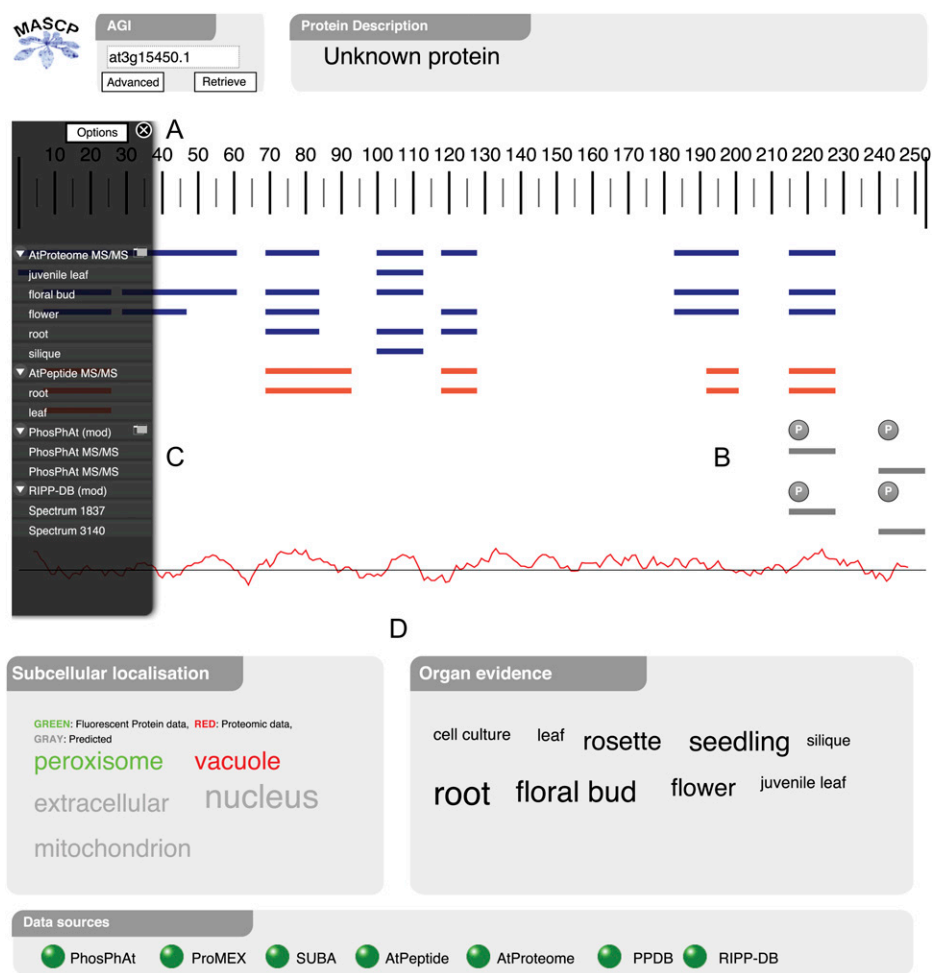 MASCP
AGI
at3g15450.1
Advanced Retrieve
Protein Description
Unknown protein
Options
A
10 20 30 40 50 60 70 80 90 100 110 120 130 140 150 160 170 180 190 200 210 220 230 240 250
AtProteome MS/MS
juvenile leaf
floral bud
flower
root
silique
AtPeptide MS/MS
root
leaf
PhosPhAt (mod)
P P
PhosPhAt MS/MS
C
B
PhosPhAt MS/MS
RIPP-DB (mod)
P P
Spectrum 1837
Spectrum 3140
D
Subcellular localisation
GREEN: Fluorescent Protein data, RED: Proteomic data,
GRAY: Predicted
peroxisome vacuole
extracellular nucleus
mitochondrion
Organ evidence
cell culture leaf rosette seedling silique
root floral bud flower juvenile leaf
Data sources
PhosPhAt ProMEX SUBA AtPeptide AtProteome PPDB RIPP-DB